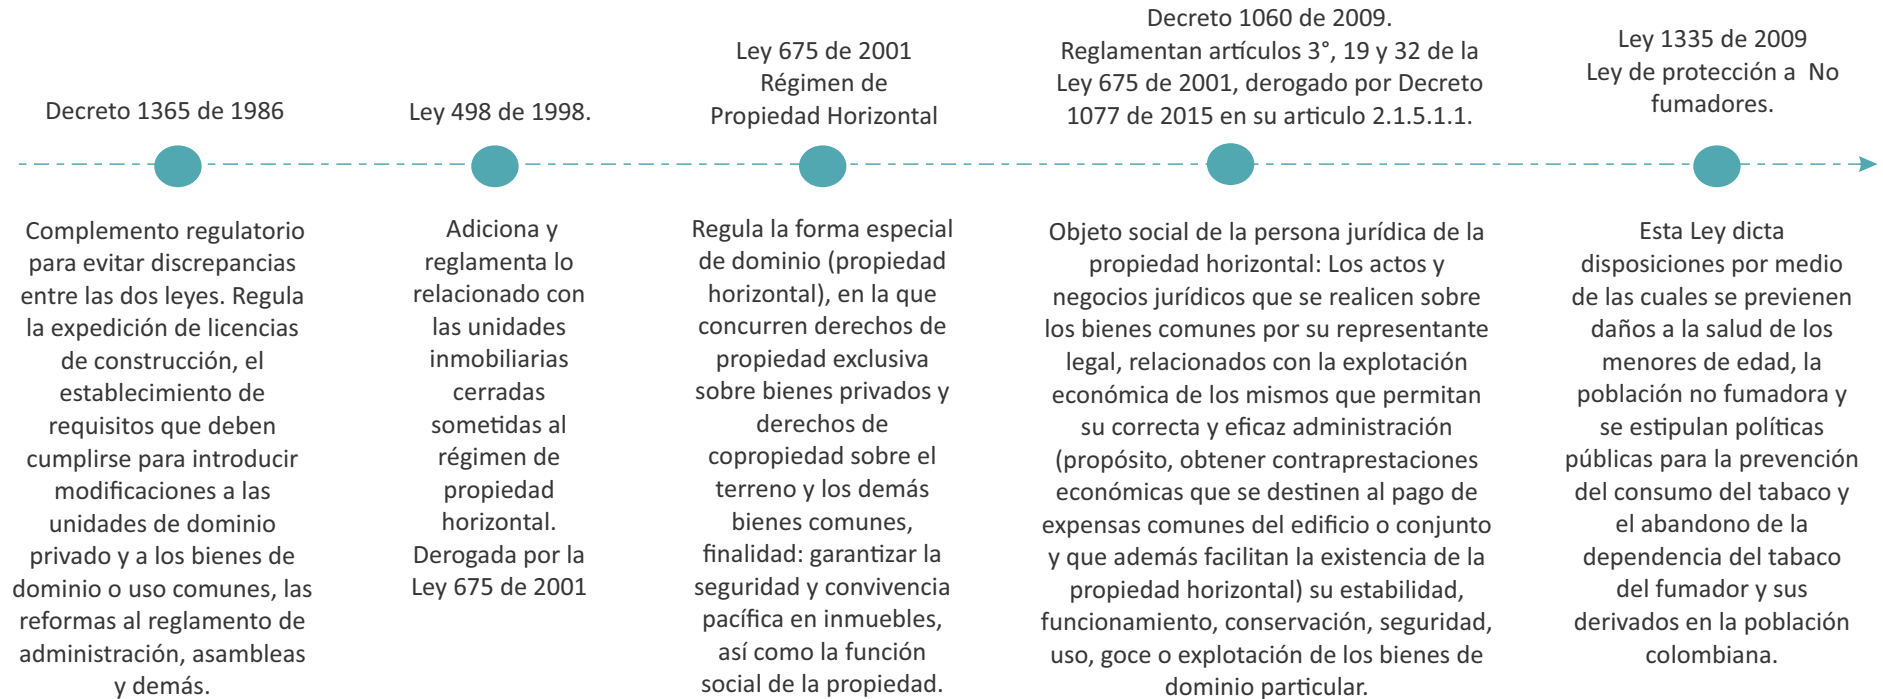 Decreto 1365 de 1986
Complemento regulatorio
para evitar discrepancias
entre las dos leyes. Regula
la expedición de licencias
de construcción, el
establecimiento de
requisitos que deben
cumplirse para introducir
modificaciones a las
unidades de dominio
privado y a los bienes de
dominio o uso comunes, las
reformas al reglamento de
administración, asambleas
y demás.
Ley 498 de 1998.
Adiciona y
reglamenta lo
relacionado con
las unidades
inmobiliarias
cerradas
sometidas al
régimen de
propiedad
horizontal.
Derogada por la
Ley 675 de 2001
Ley 675 de 2001
Régimen de
Propiedad Horizontal
Regula la forma especial
de dominio (propiedad
horizontal), en la que
concurren derechos de
propiedad exclusiva
sobre bienes privados y
derechos de
copropiedad sobre el
terreno y los demás
bienes comunes,
finalidad: garantizar la
seguridad y convivencia
pacífica en inmuebles,
así como la función
social de la propiedad.
Decreto 1060 de 2009.
Reglamentan artículos 3°, 19 y 32 de la
Ley 675 de 2001, derogado por Decreto
1077 de 2015 en su articulo 2.1.5.1.1.
Objeto social de la persona jurídica de la
propiedad horizontal: Los actos y
negocios jurídicos que se realicen sobre
los bienes comunes por su representante
legal, relacionados con la explotación
económica de los mismos que permitan
su correcta y eficaz administración
(propósito, obtener contraprestaciones
económicas que se destinen al pago de
expensas comunes del edificio o conjunto
y que además facilitan la existencia de la
propiedad horizontal) su estabilidad,
funcionamiento, conservación, seguridad,
uso, goce o explotación de los bienes de
dominio particular.
Ley 1335 de 2009
Ley de protección a No
fumadores.
Esta Ley dicta
disposiciones por medio
de las cuales se previenen
daños a la salud de los
menores de edad, la
población no fumadora y
se estipulan políticas
públicas para la prevención
del consumo del tabaco y
el abandono de la
dependencia del tabaco
del fumador y sus
derivados en la población
colombiana.